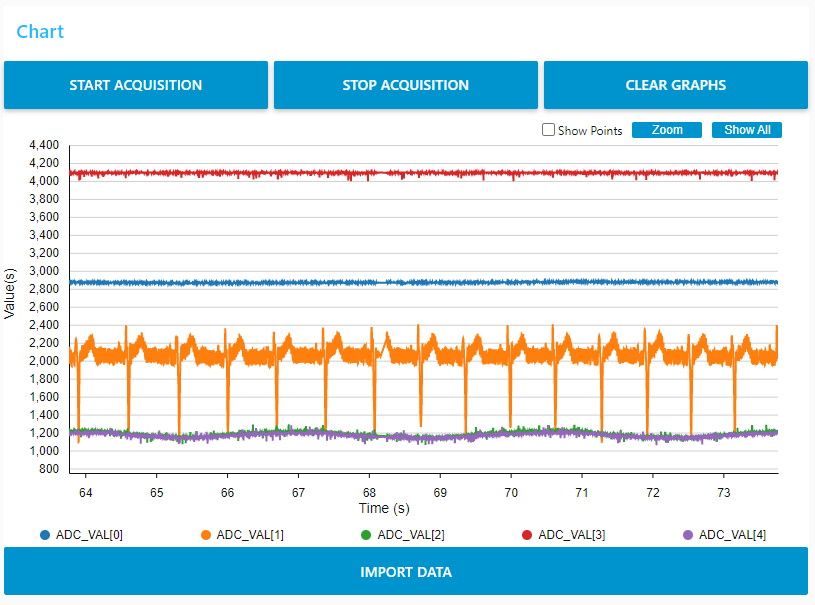 Chart
START ACQUISITION STOP ACQUISITION CLEAR GRAPHS
Show Points Zoom Show All
4,400
4,200
4,000
3,800
3,600
3,400
3,200
3,000
2,800
2,600
2,400
2,200
2,000
1,800
1,600
1,400
1,200
1,000
800
Value(s)
64 65 66 67 68 69 70 71 72 73
Time (s)
ADC_VAL[0] ADC_VAL[1] ADC_VAL[2] ADC_VAL[3] ADC_VAL[4]
IMPORT DATA